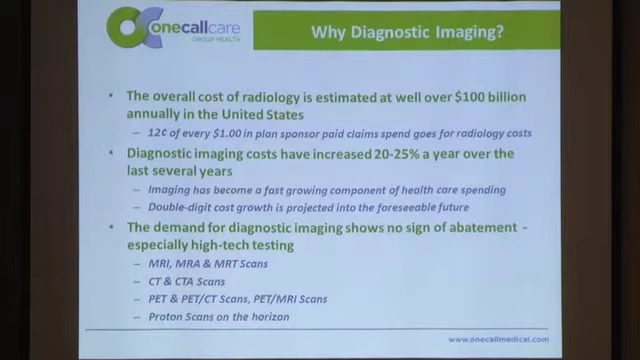 onecallcare
GROUP HEALTH
Why Diagnostic Imaging?
• The overall cost of radiology is estimated at well over $100 billion
annually in the United States
– 12¢ of every $1.00 in plan sponsor paid claims spend goes for radiology costs
• Diagnostic imaging costs have increased 20-25% a year over the
last several years
– Imaging has become a fast growing component of health care spending
– Double-digit cost growth is projected into the foreseeable future
• The demand for diagnostic imaging shows no sign of abatement -
especially high-tech testing
– MRI, MRA & MRT Scans
– CT & CTA Scans
– PET & PET/CT Scans, PET/MRI Scans
– Proton Scans on the horizon
www.onecallmedical.com